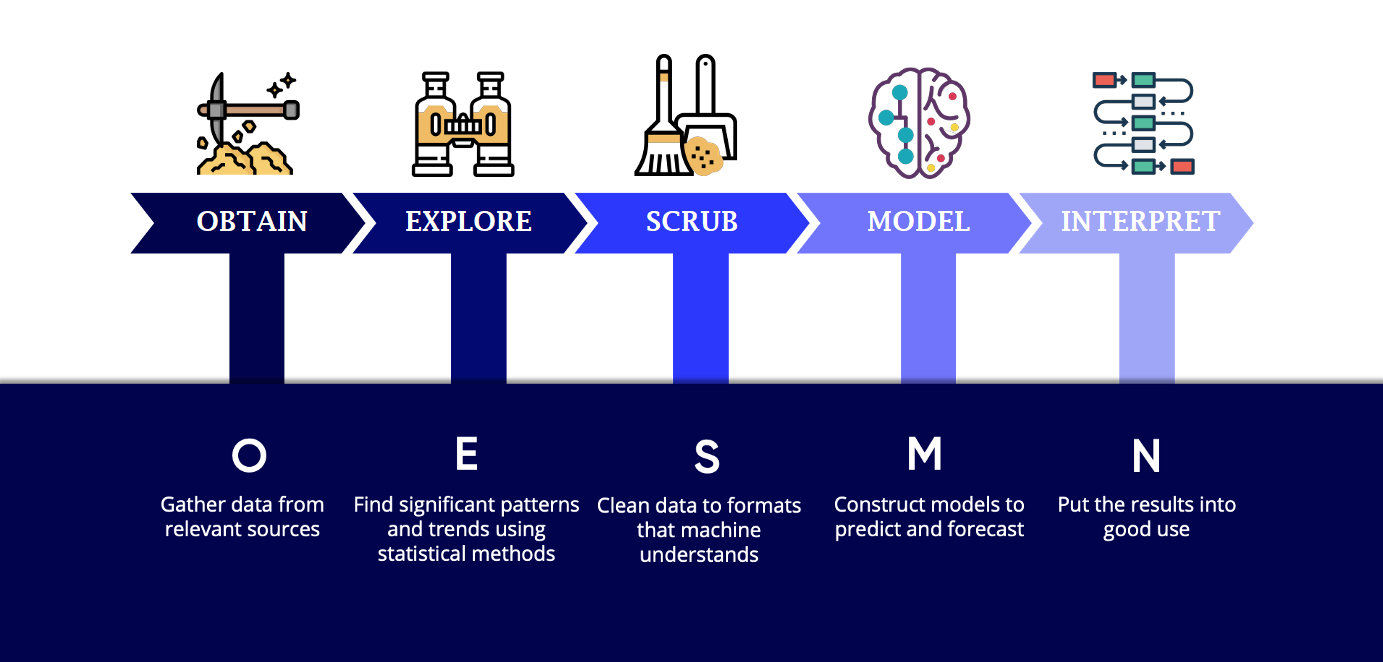 OBTAIN
EXPLORE
SCRUB
MODEL
INTERPRET
O
Gather data from
relevant sources
E
Find significant patterns
and trends using
statistical methods
S
Clean data to formats
that machine
understands
M
Construct models to
predict and forecast
N
Put the results into
good use